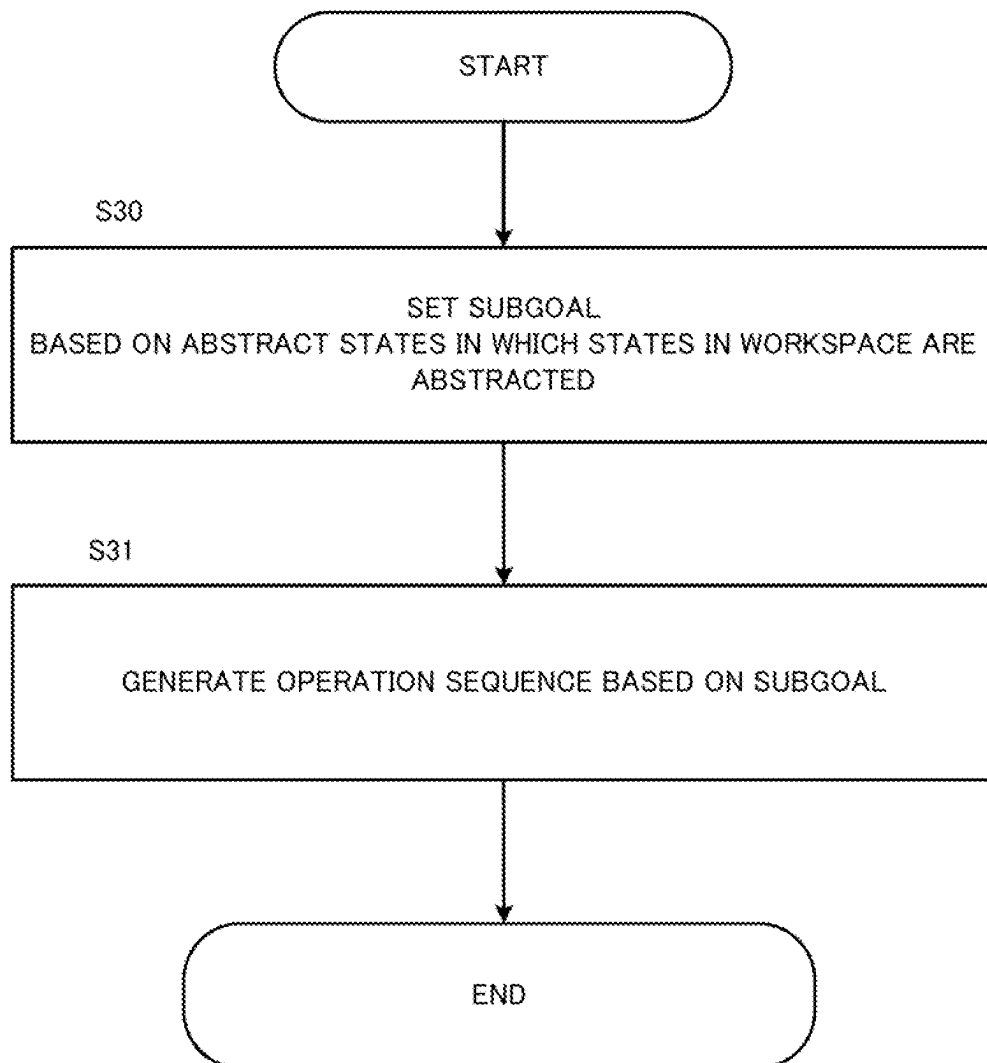 START
S30
SET SUBGOAL
BASED ON ABSTRACT STATES IN WHICH STATES IN WORKSPACE ARE
ABSTRACTED
S31
GENERATE OPERATION SEQUENCE BASED ON SUBGOAL
END